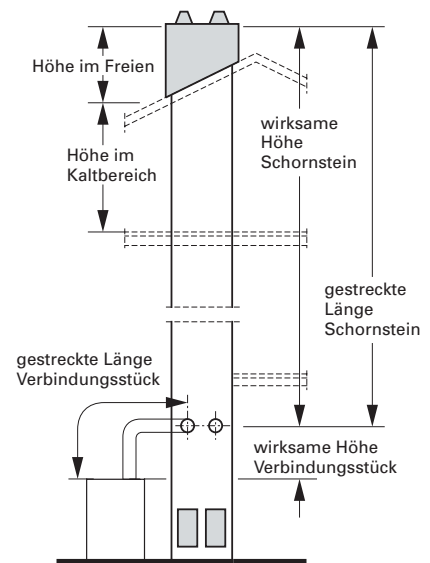 Höhe im Freien
wirksame
Höhe
Schornstein
Höhe im
Kaltbereich
gestreckte
Länge
Schornstein
gestreckte Länge
Verbindungsstück
wirksame Höhe
Verbindungsstück